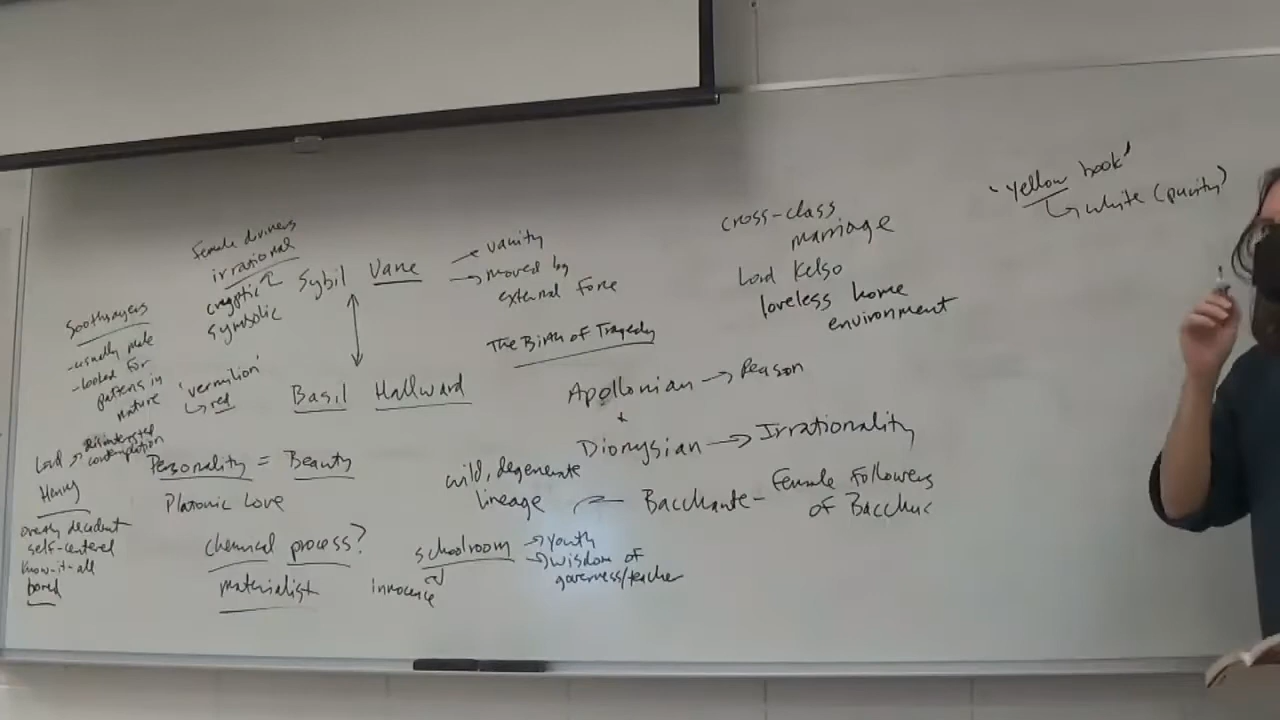 Soothsayers
-usually male
-looked for
patterns in
nature
Lord → disinterested
contemplation
Henry
overly decadent
self-centered
know-it-all
bored
Female diviners
irrational
cryptic
symbolic
Sybil Vane
→ vanity
→ moved by
external force
'vermilion'
↳ red
Basil Hallward
Personality = Beauty
Platonic Love
chemical process?
materialist
The Birth of Tragedy
Apollonian → Reason
+
Dionysian → Irrationality
Bacchante - Female followers
of Bacchus
wild, degenerate
lineage
schoolroom → youth
→ wisdom of
governess/teacher
innocence
cross-class
marriage
Lord Kelso
loveless home
environment
'yellow book'
↳ white (purity)